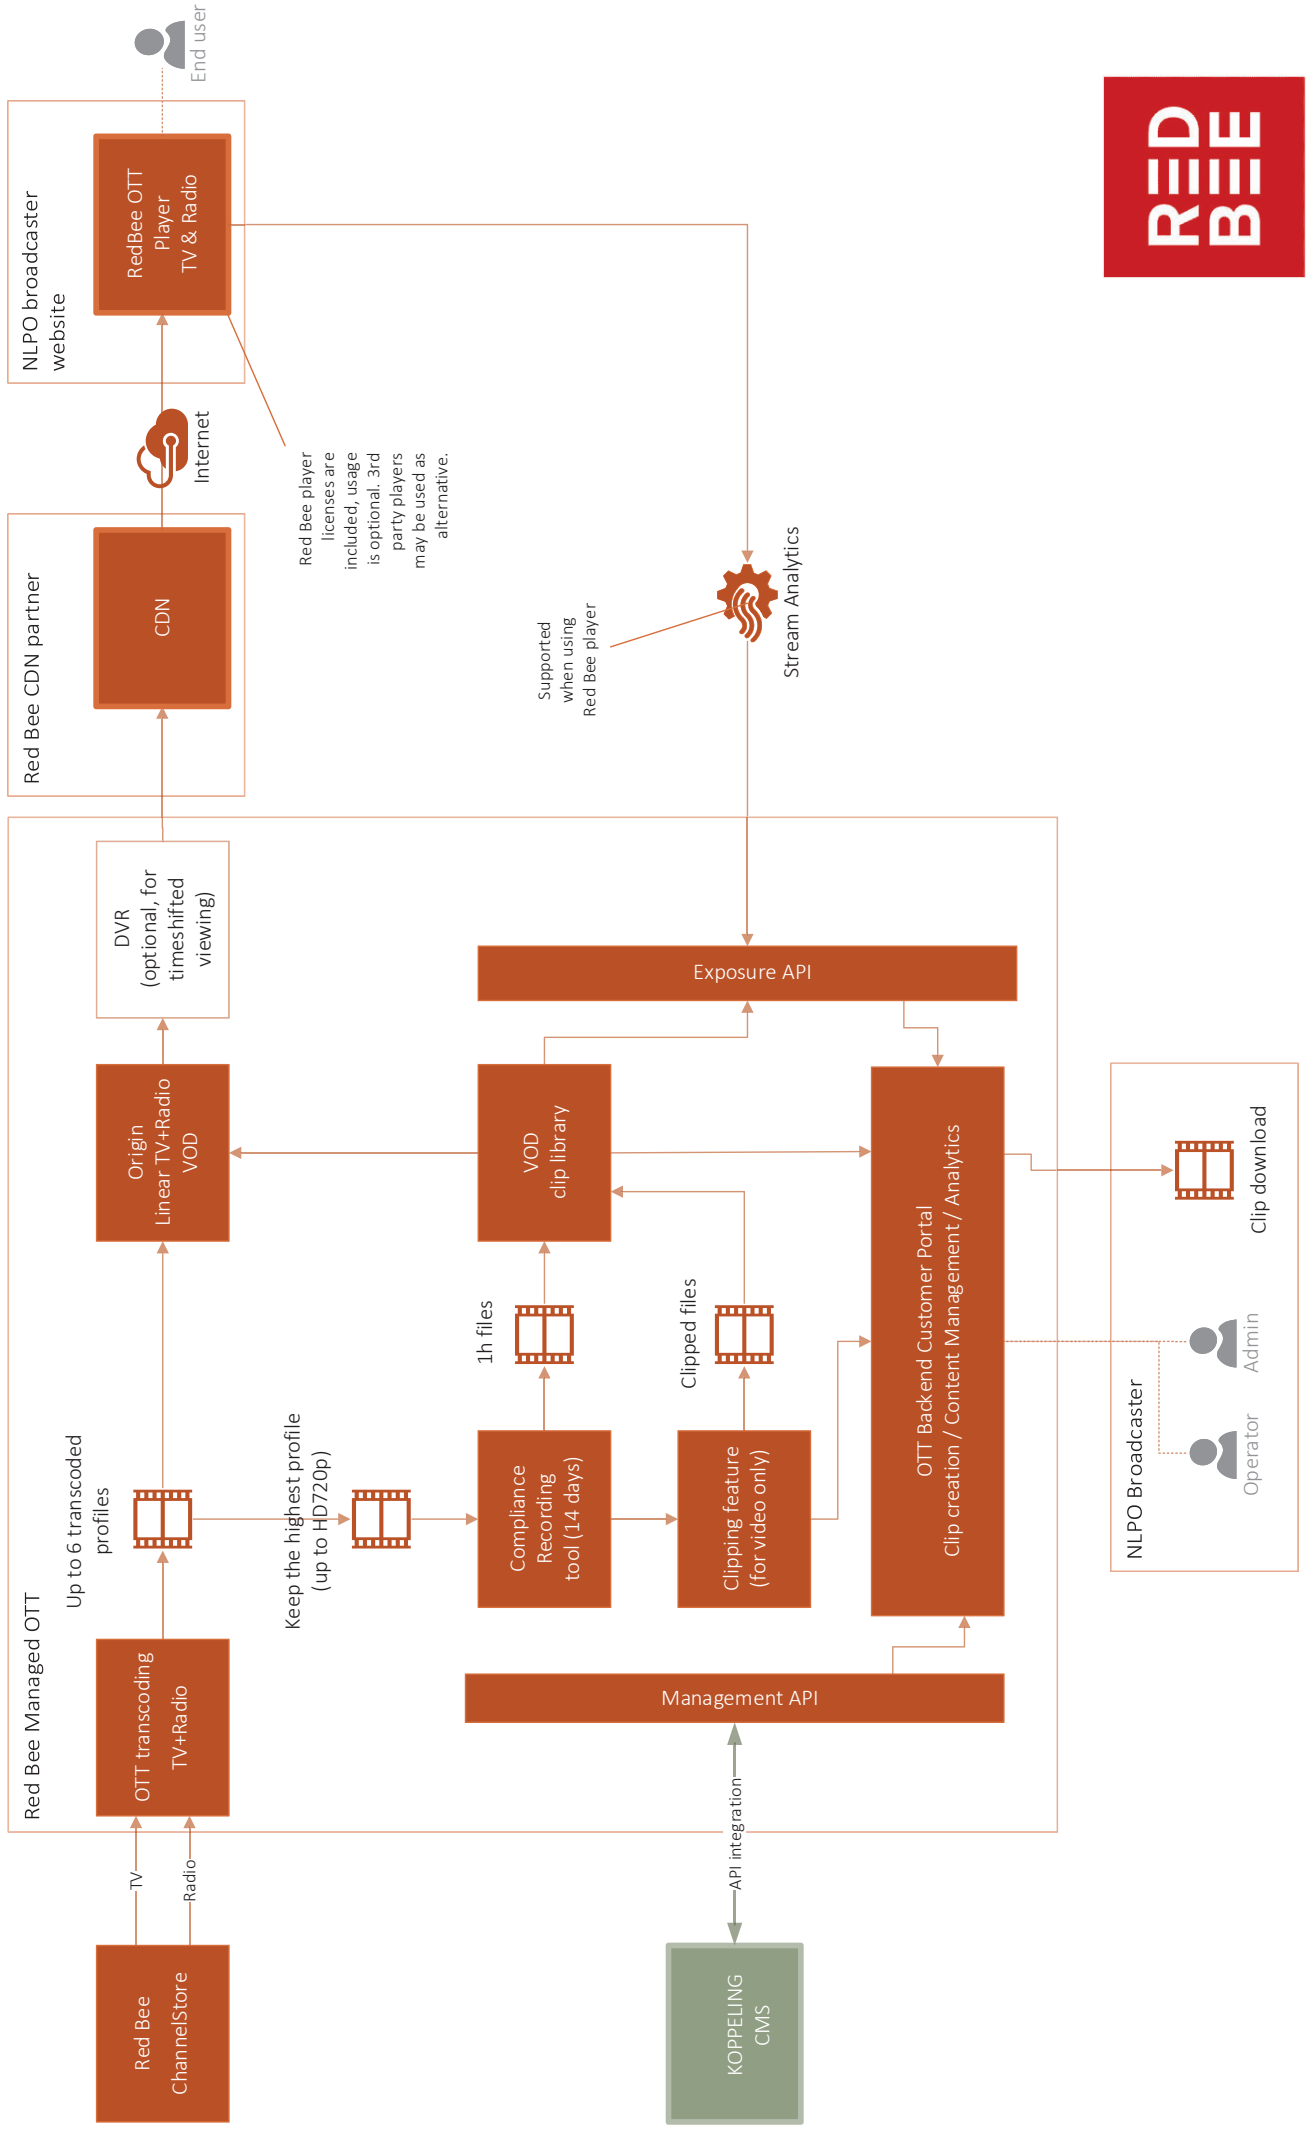 Red Bee Managed OTT
Red Bee
ChannelStore
TV
Radio
OTT transcoding
TV+Radio
Up to 6 transcoded
profiles
Origin
Linear TV+Radio
VOD
DVR
(optional, for
timeshifted
viewing)
Red Bee CDN partner
CDN
Internet
NLPO broadcaster
website
RedBee OTT
Player
TV & Radio
End user
Red Bee player
licenses are
included, usage
is optional. 3rd
party players
may be used as
alternative.
Keep the highest profile
(up to HD720p)
Compliance
Recording
tool (14 days)
1h files
VOD
clip library
Clipping feature
(for video only)
Clipped files
Exposure API
Supported
when using
Red Bee player
Stream Analytics
KOPPELING
CMS
API integration
Management API
OTT Backend Customer Portal
Clip creation / Content Management / Analytics
NLPO Broadcaster
Operator
Admin
Clip download
RED
BEE